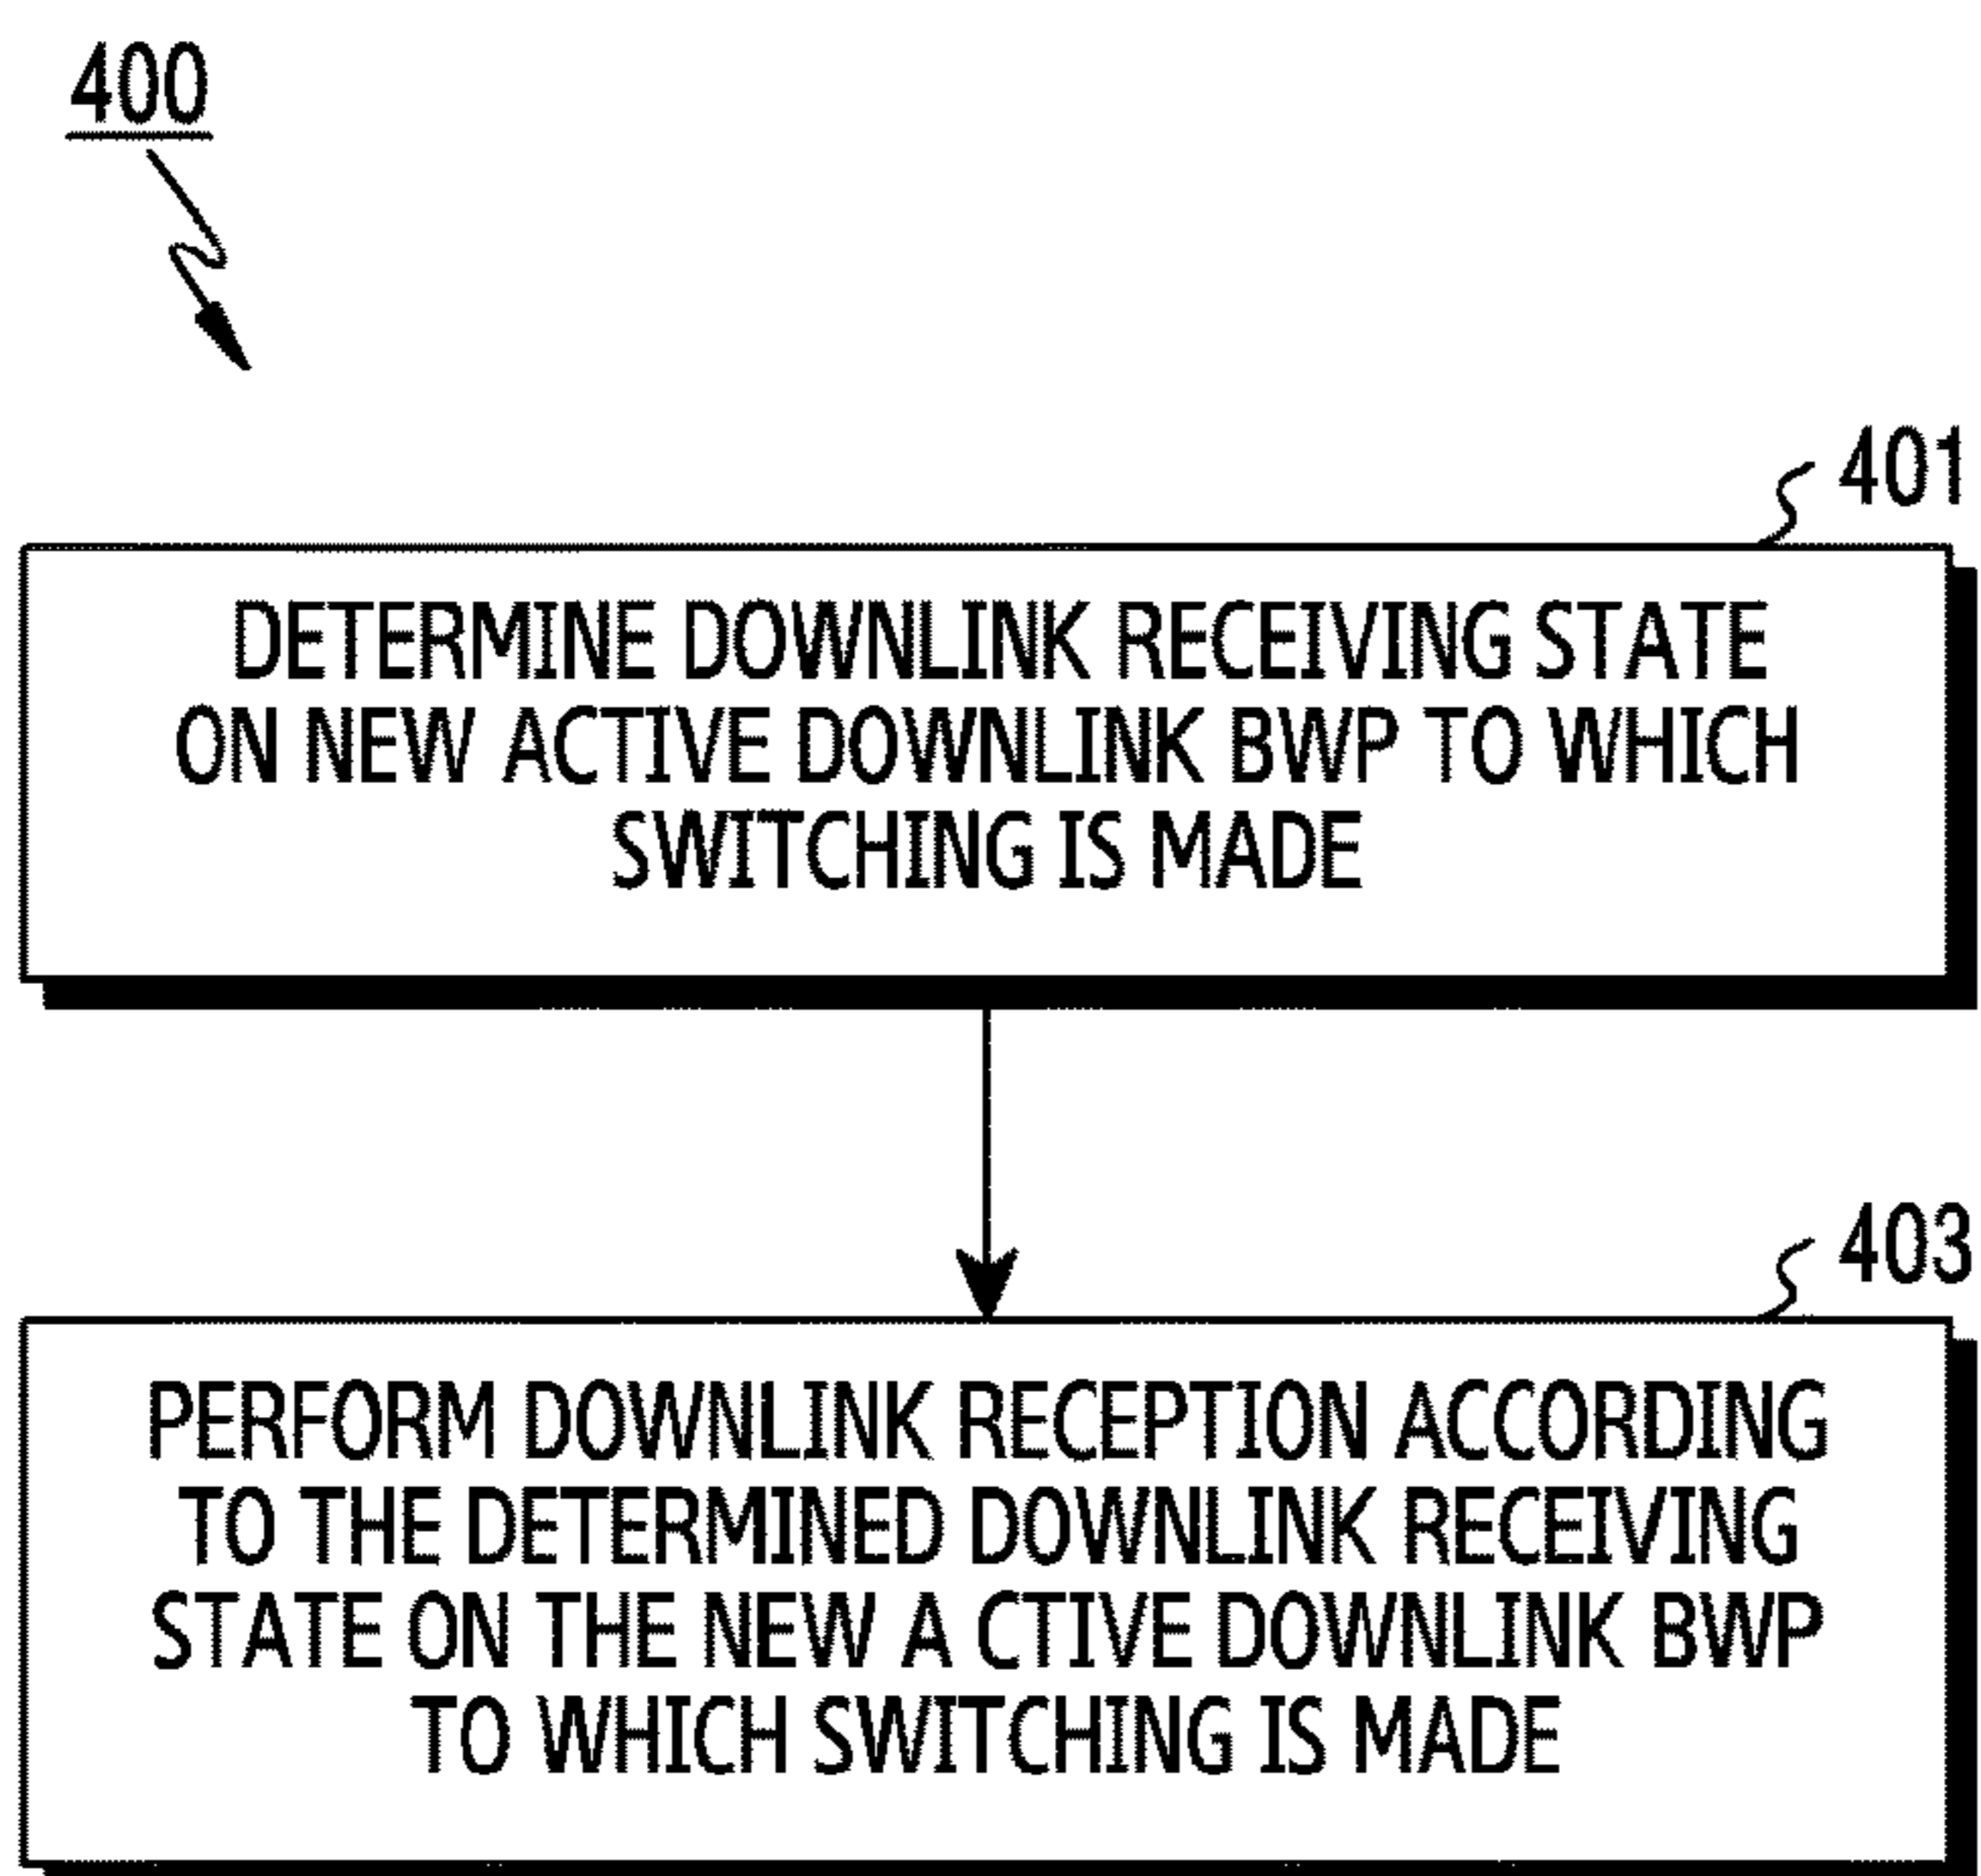 400
401
DETERMINE DOWNLINK RECEIVING STATE
ON NEW ACTIVE DOWNLINK BWP TO WHICH
SWITCHING IS MADE
403
PERFORM DOWNLINK RECEPTION ACCORDING
TO THE DETERMINED DOWNLINK RECEIVING
STATE ON THE NEW A CTIVE DOWNLINK BWP
TO WHICH SWITCHING IS MADE